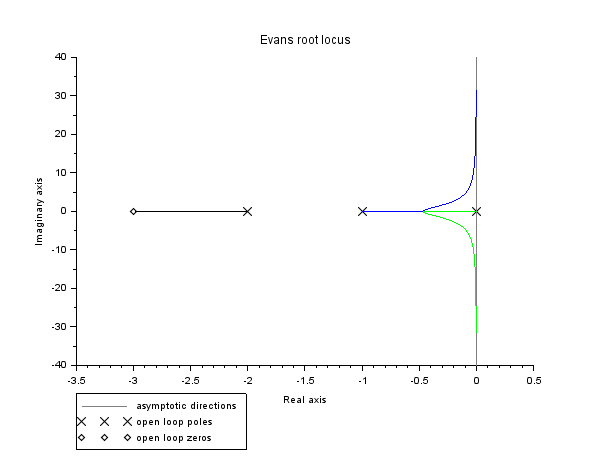 Evans root locus
40
30
20
10
0
-10
-20
-30
-40
Imaginary axis
-3.5 -3 -2.5 -2 -1.5 -1 -0.5 0 0.5
Real axis
asymptotic directions
open loop poles
open loop zeros